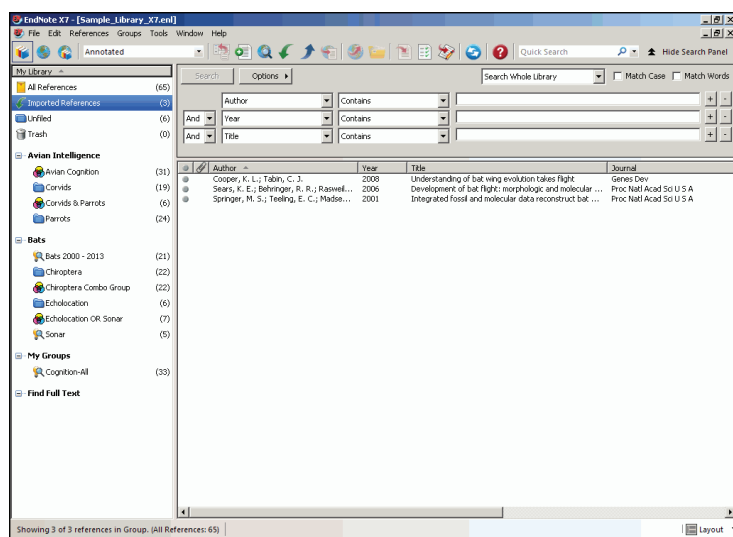 EndNote X7 - [Sample_Library_X7.enl]
File Edit References Groups Tools Window Help
Annotated
Quick Search
Hide Search Panel
My Library
All References (65)
Imported References (3)
Unfiled (6)
Trash (0)
Avian Intelligence
Avian Cognition (31)
Corvids (19)
Corvids & Parrots (6)
Parrots (24)
Bats
Bats 2000 - 2013 (21)
Chiroptera (22)
Chiroptera Combo Group (22)
Echolocation (6)
Echolocation OR Sonar (7)
Sonar (5)
My Groups
Cognition-All (33)
Find Full Text
Search Options Search Whole Library Match Case Match Words
Author Contains + -
And Year Contains + -
And Title Contains + -
Author Year Title Journal
Cooper, K. L.; Tabin, C. J. 2008 Understanding of bat wing evolution takes flight Genes Dev
Sears, K. E.; Behringer, R. R.; Rasweil... 2006 Development of bat flight: morphologic and molecular ... Proc Natl Acad Sci U S A
Springer, M. S.; Teeling, E. C.; Madse... 2001 Integrated fossil and molecular data reconstruct bat ... Proc Natl Acad Sci U S A
Showing 3 of 3 references in Group. (All References: 65)
Layout